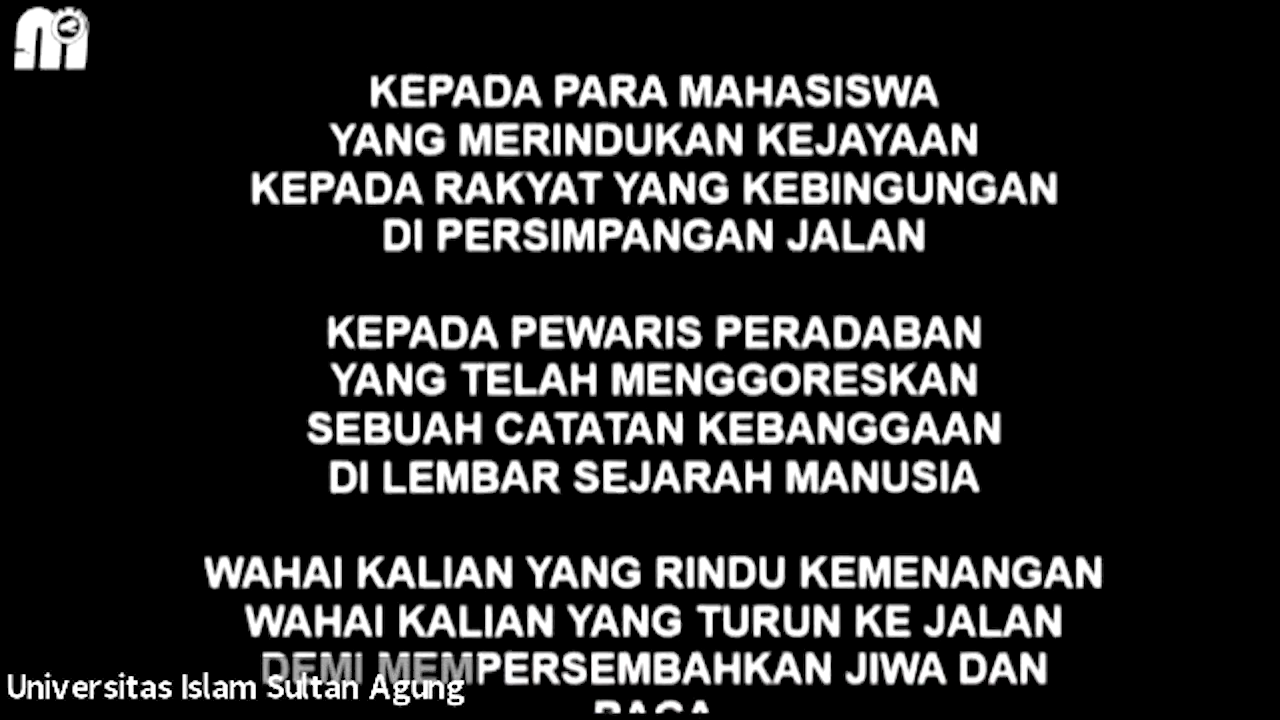 KEPADA PARA MAHASISWA
YANG MERINDUKAN KEJAYAAN
KEPADA RAKYAT YANG KEBINGUNGAN
DI PERSIMPANGAN JALAN
KEPADA PEWARIS PERADABAN
YANG TELAH MENGGORESKAN
SEBUAH CATATAN KEBANGGAAN
DI LEMBAR SEJARAH MANUSIA
WAHAI KALIAN YANG RINDU KEMENANGAN
WAHAI KALIAN YANG TURUN KE JALAN
DEMI MEMPERSEMBAHKAN JIWA DAN
RAGA
Universitas Islam Sultan Agung